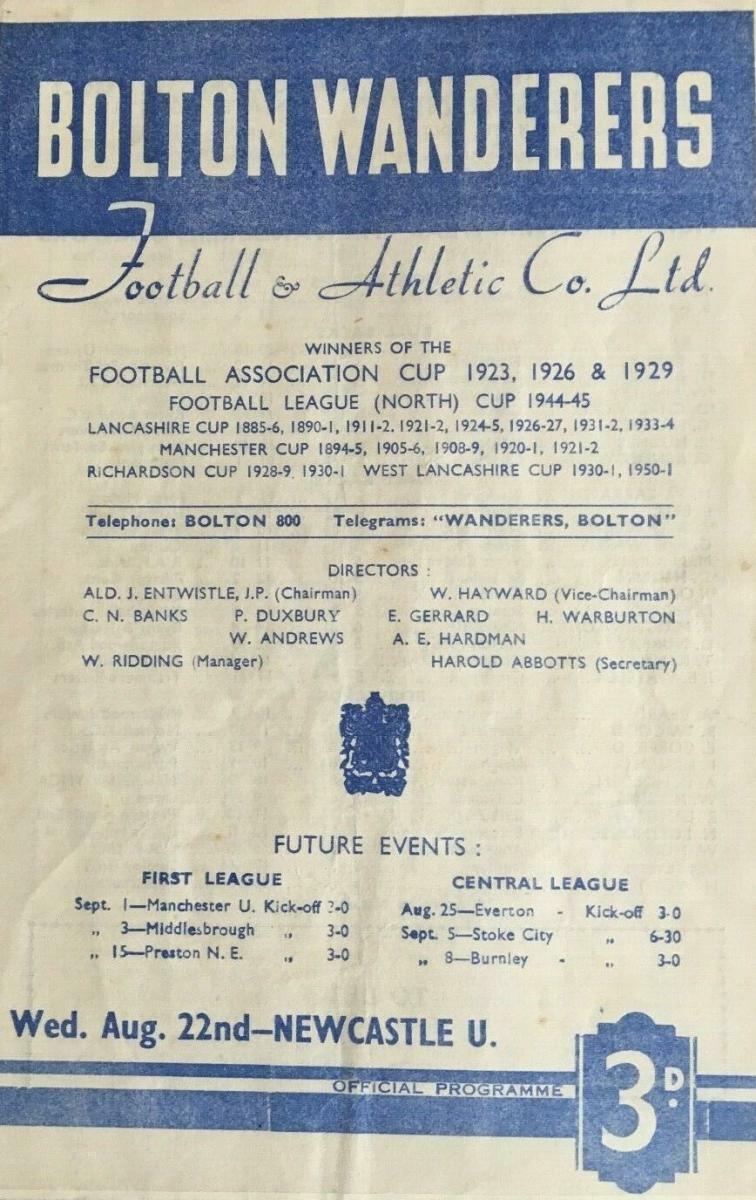 BOLTON WANDERERS
Football & Athletic Co. Ltd.
WINNERS OF THE
FOOTBALL ASSOCIATION CUP 1923, 1926 & 1929
FOOTBALL LEAGUE (NORTH) CUP 1944-45
LANCASHIRE CUP 1885-6, 1890-1, 1911-2, 1921-2, 1924-5, 1926-27, 1931-2, 1933-4
MANCHESTER CUP 1894-5, 1905-6, 1908-9, 1920-1, 1921-2
RICHARDSON CUP 1928-9, 1930-1 WEST LANCASHIRE CUP 1930-1, 1950-1
Telephone: BOLTON 800 Telegrams: "WANDERERS, BOLTON"
DIRECTORS :
ALD. J. ENTWISTLE, J.P. (Chairman) W. HAYWARD (Vice-Chairman)
C. N. BANKS P. DUXBURY E. GERRARD H. WARBURTON
W. ANDREWS A. E. HARDMAN
W. RIDDING (Manager) HAROLD ABBOTTS (Secretary)
FUTURE EVENTS :
FIRST LEAGUE
Sept. 1—Manchester U. Kick-off 3-0
„ 3—Middlesbrough „ 3-0
„ 15—Preston N. E. „ 3-0
CENTRAL LEAGUE
Aug. 25—Everton - Kick-off 3-0
Sept. 5—Stoke City „ 6-30
„ 8—Burnley - „ 3-0
Wed. Aug. 22nd—NEWCASTLE U.
OFFICIAL PROGRAMME
3D.